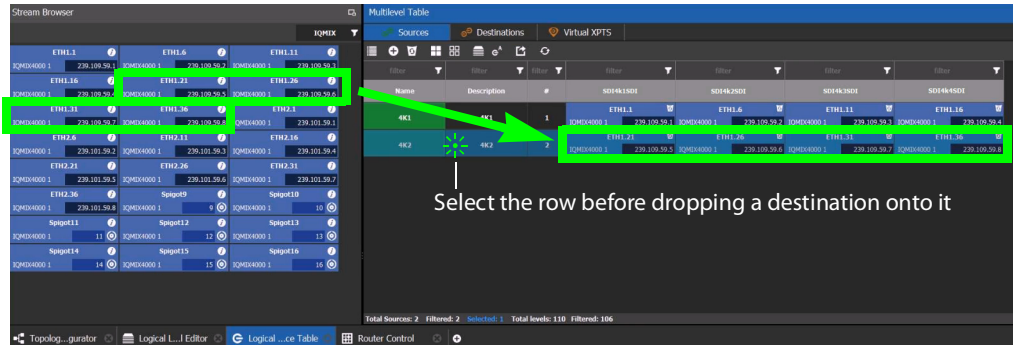 Stream Browser
IQMIX
ETH1.1 ETH1.6 ETH1.11
IQMIX4000 1 239.109.59.1 IQMIX4000 1 239.109.59.2 IQMIX4000 1 239.109.59.3
ETH1.16 ETH1.21 ETH1.26
IQMIX4000 1 239.109.59.4 IQMIX4000 1 239.109.59.5 IQMIX4000 1 239.109.59.6
ETH1.31 ETH1.36 ETH2.1
IQMIX4000 1 239.109.59.7 IQMIX4000 1 239.109.59.8 IQMIX4000 1 239.101.59.1
ETH2.6 ETH2.11 ETH2.16
IQMIX4000 1 239.101.59.2 IQMIX4000 1 239.101.59.3 IQMIX4000 1 239.101.59.4
ETH2.21 ETH2.26 ETH2.31
IQMIX4000 1 239.101.59.5 IQMIX4000 1 239.101.59.6 IQMIX4000 1 239.101.59.7
ETH2.36 Spigot9 Spigot10
IQMIX4000 1 239.101.59.8 IQMIX4000 1 9 IQMIX4000 1 10
Spigot11 Spigot12 Spigot13
IQMIX4000 1 11 IQMIX4000 1 12 IQMIX4000 1 13
Spigot14 Spigot15 Spigot16
IQMIX4000 1 14 IQMIX4000 1 15 IQMIX4000 1 16
Multilevel Table
Sources Destinations Virtual XPTS
filter filter filter filter filter filter filter
Name Description # SDI4k1SDI SDI4k2SDI SDI4k3SDI SDI4k4SDI
4K1 4K1 1 ETH1.1 ETH1.6 ETH1.11 ETH1.16
IQMIX4000 1 239.109.59.1 IQMIX4000 1 239.109.59.2 IQMIX4000 1 239.109.59.3 IQMIX4000 1 239.109.59.4
4K2 4K2 2 ETH1.21 ETH1.26 ETH1.31 ETH1.36
IQMIX4000 1 239.109.59.5 IQMIX4000 1 239.109.59.6 IQMIX4000 1 239.109.59.7 IQMIX4000 1 239.109.59.8
Select the row before dropping a destination onto it
Total Sources: 2 Filtered: 2 Selected: 1 Total levels: 110 Filtered: 106
Topolog...gurator Logical L...l Editor Logical ...ce Table Router Control